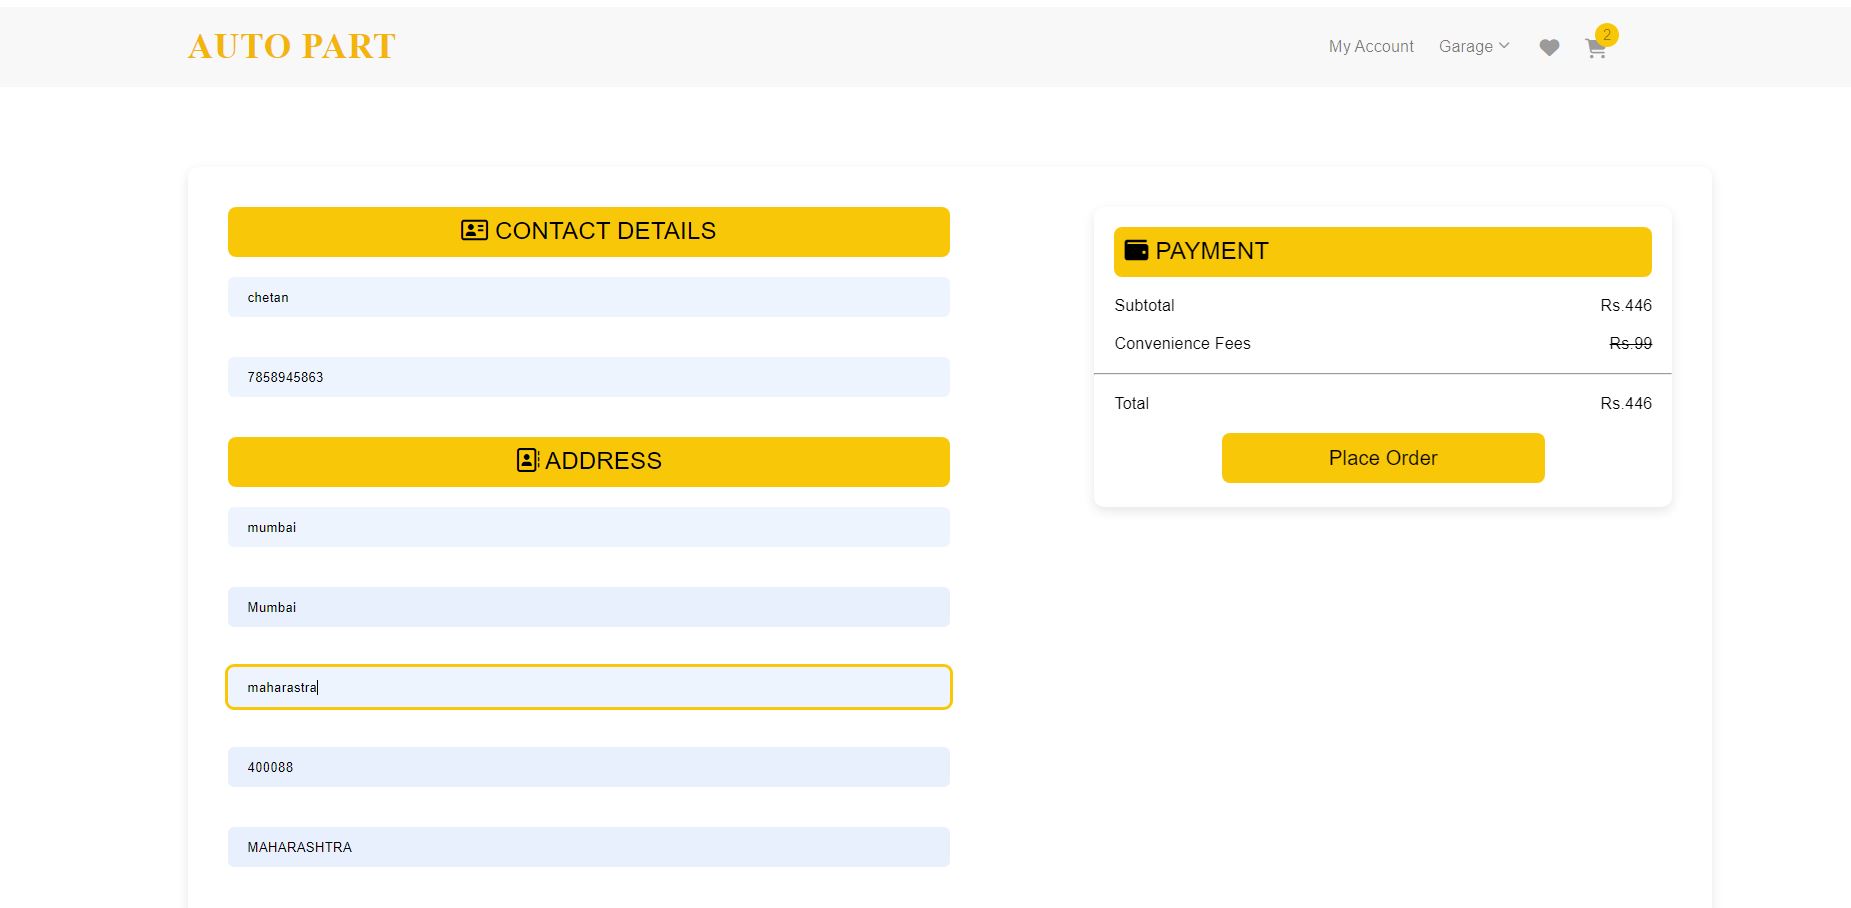 AUTO PART
My Account Garage 2
CONTACT DETAILS
chetan
7858945863
ADDRESS
mumbai
Mumbai
maharastra
400088
MAHARASHTRA
PAYMENT
Subtotal Rs.446
Convenience Fees Rs.99
Total Rs.446
Place Order